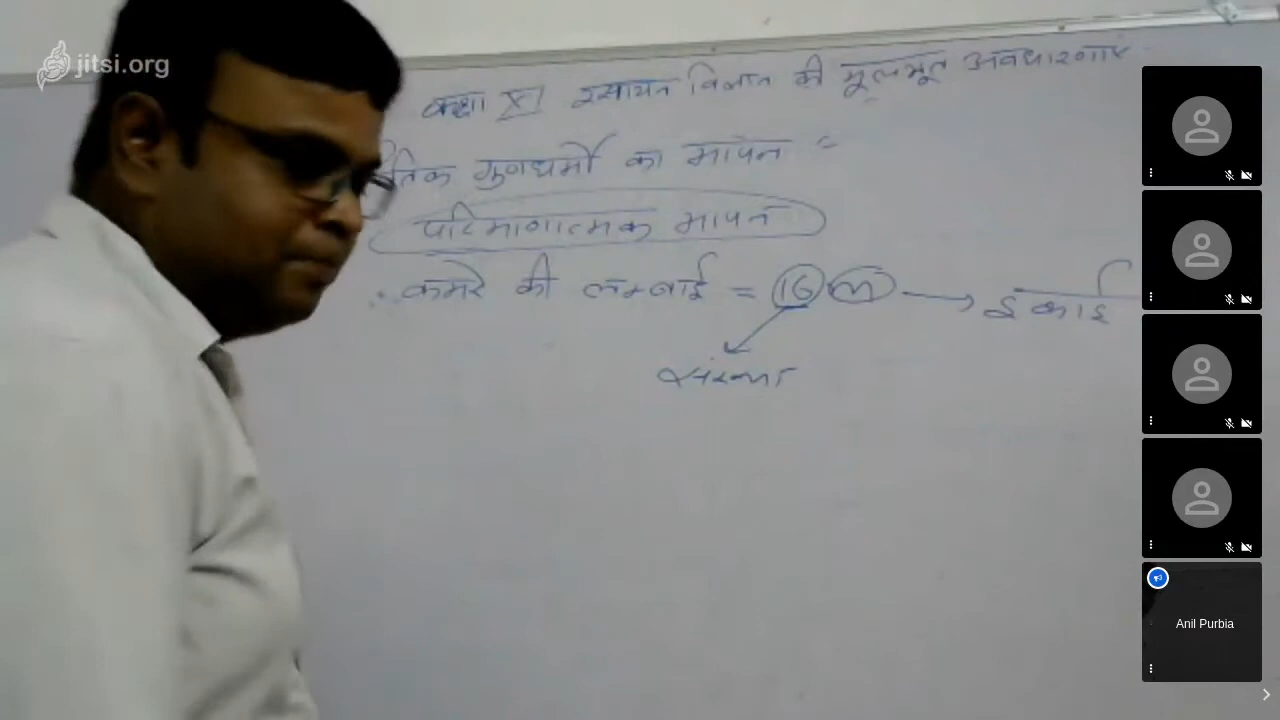 jitsi.org
कक्षा XI रसायन विज्ञान की मूलभूत अवधारणाएं
तिक गुणधर्मो का मापन :-
परिमाणात्मक मापन
कमरे की लम्बाई = 16 m → इकाई
संख्या
Anil Purbia